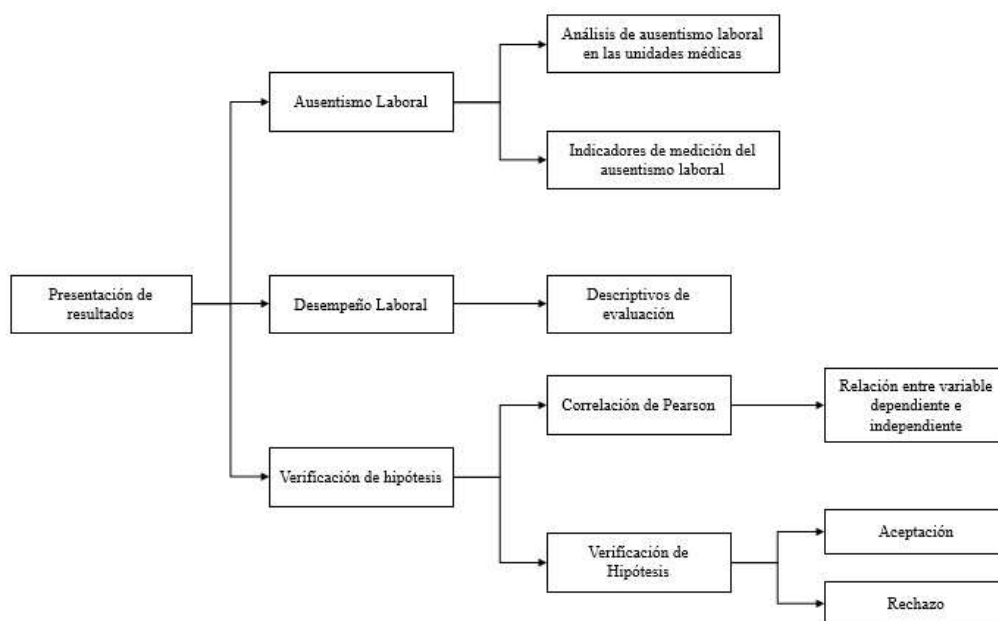 Análisis de ausentismo laboral
en las unidades médicas
Ausentismo Laboral
Indicadores de medición del
ausentismo laboral
Presentación de
resultados
Desempeño Laboral
Descriptivos de
evaluación
Correlación de Pearson
Relación entre variable
dependiente e
independiente
Verificación de hipótesis
Verificación de
Hipótesis
Aceptación
Rechazo